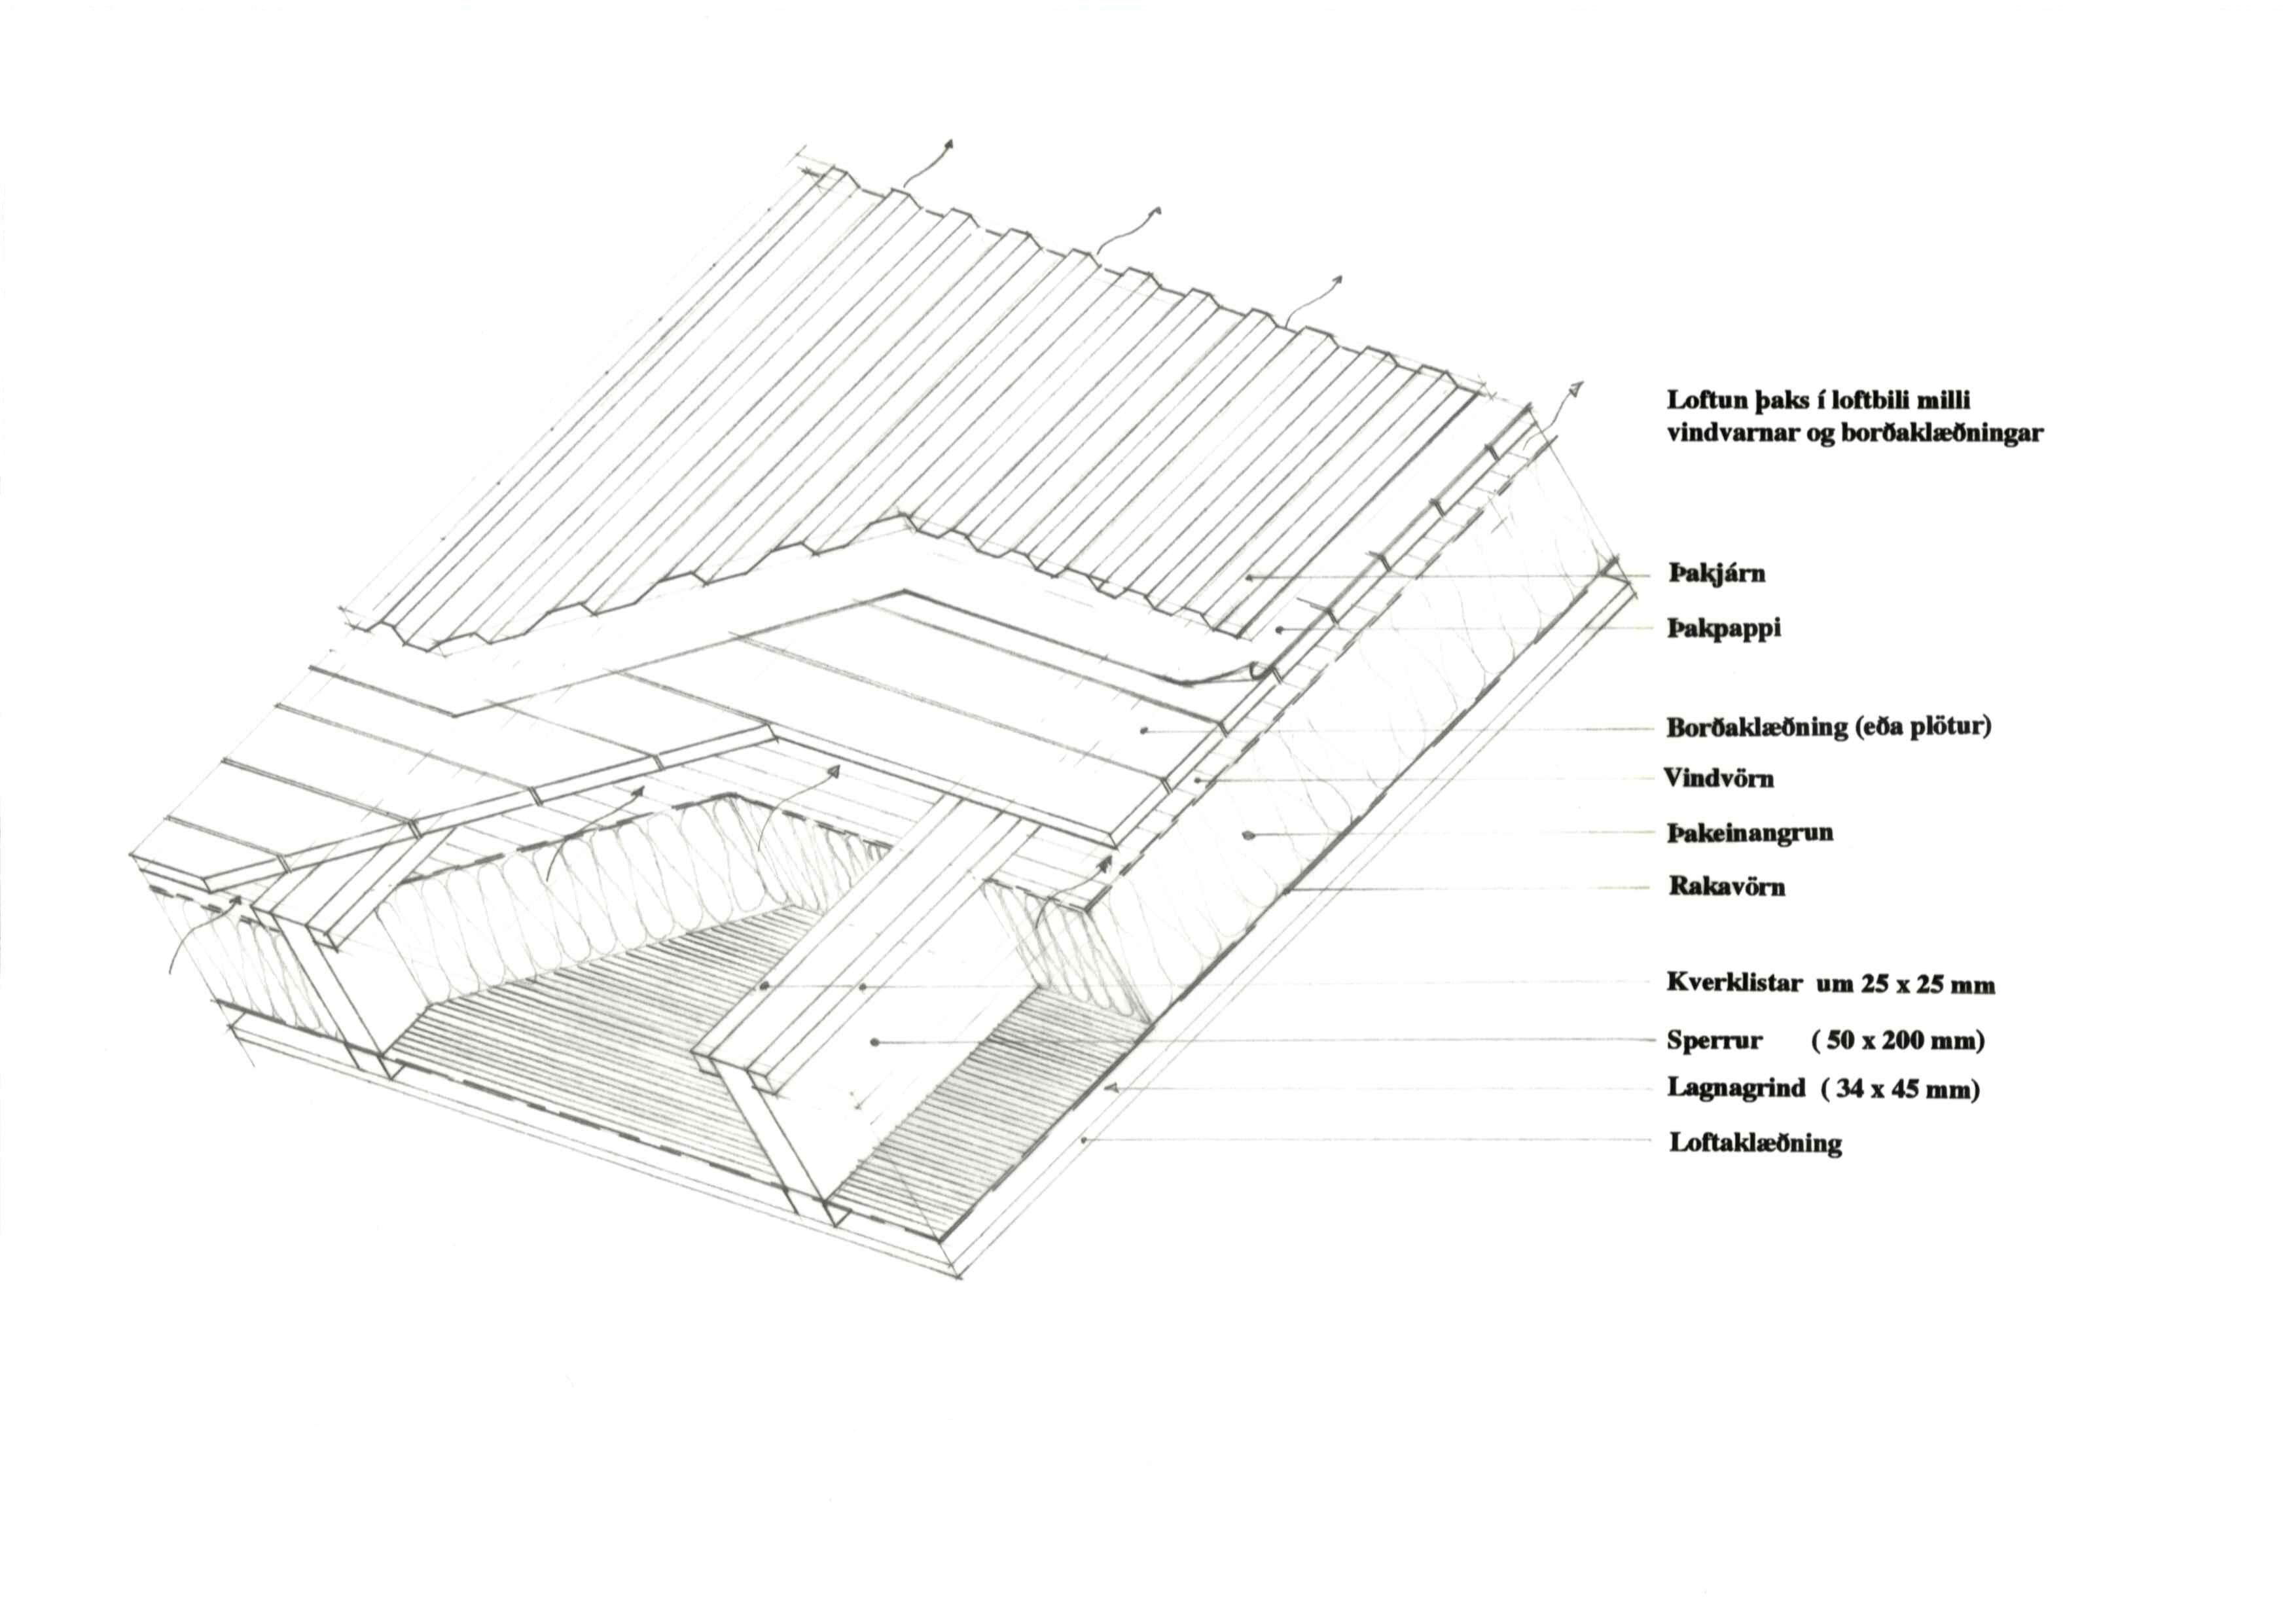 Loftun þaks í loftbili milli
vindvarnar og borðaklæðningar
Þakjárn
Þakpappi
Borðaklæðning (eða plötur)
Vindvörn
Þakeinangrun
Rakavörn
Kverklistar um 25 x 25 mm
Sperrur ( 50 x 200 mm)
Lagnagrind ( 34 x 45 mm)
Loftaklæðning